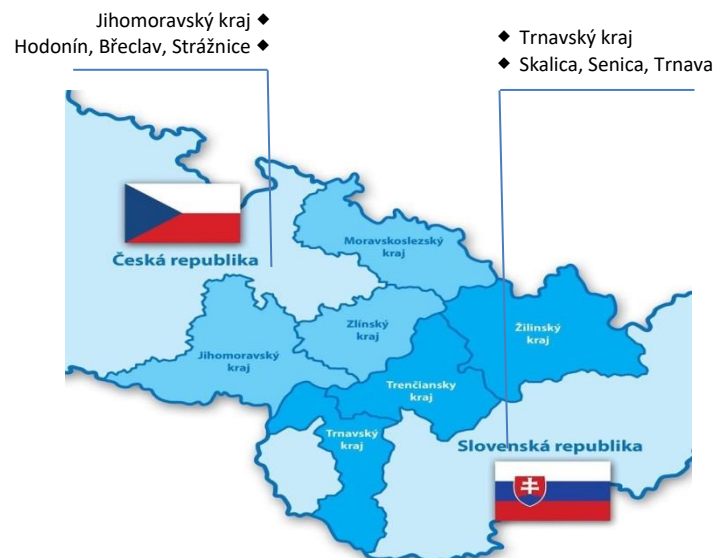 Jihomoravský kraj ◆
Hodonín, Břeclav, Strážnice ◆
◆ Trnavský kraj
◆ Skalica, Senica, Trnava
Moravskoslezský
kraj
Česká republika
Zlínský
kraj
Žilinský
kraj
Jihomoravský
kraj
Trenčiansky
kraj
Trnavský
kraj
Slovenská republika